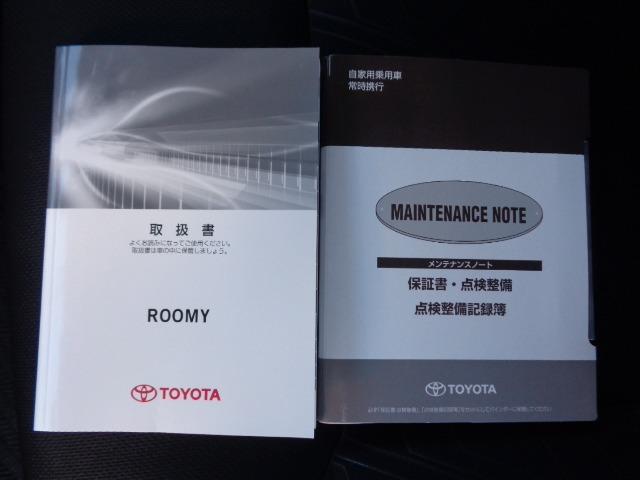 取扱書
よくお読みになってご使用ください。
取扱書は車の中に保管しましょう。
ROOMY
TOYOTA
自家用乗用車
常時携行
MAINTENANCE NOTE
メンテナンスノート
保証書・点検整備
点検整備記録簿
TOYOTA